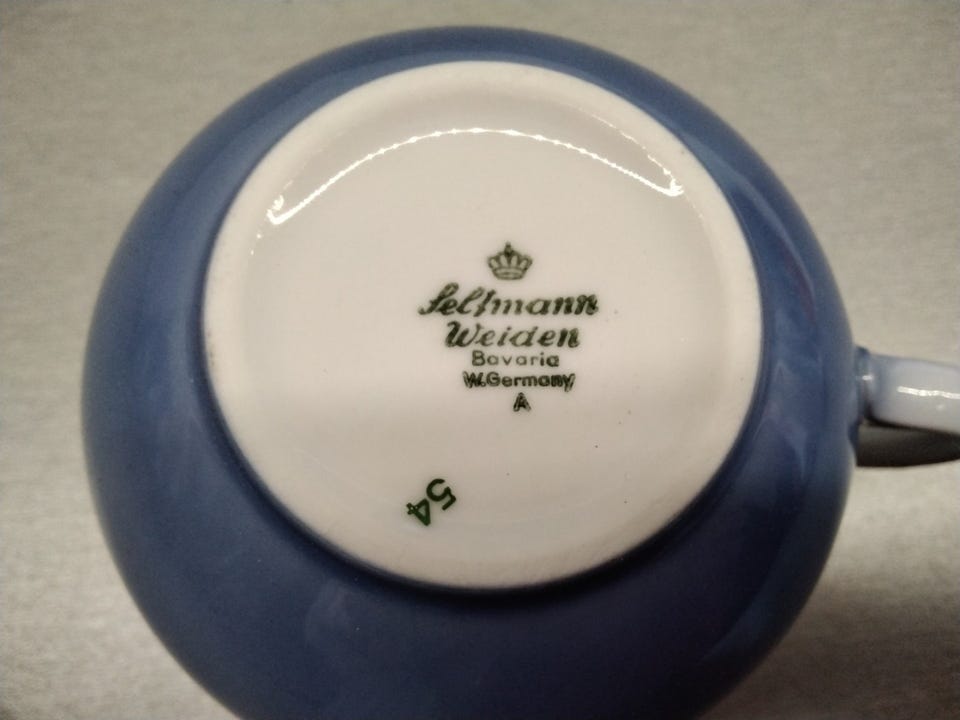 Seltmann
Weiden
Bavaria
W.Germany
A
54